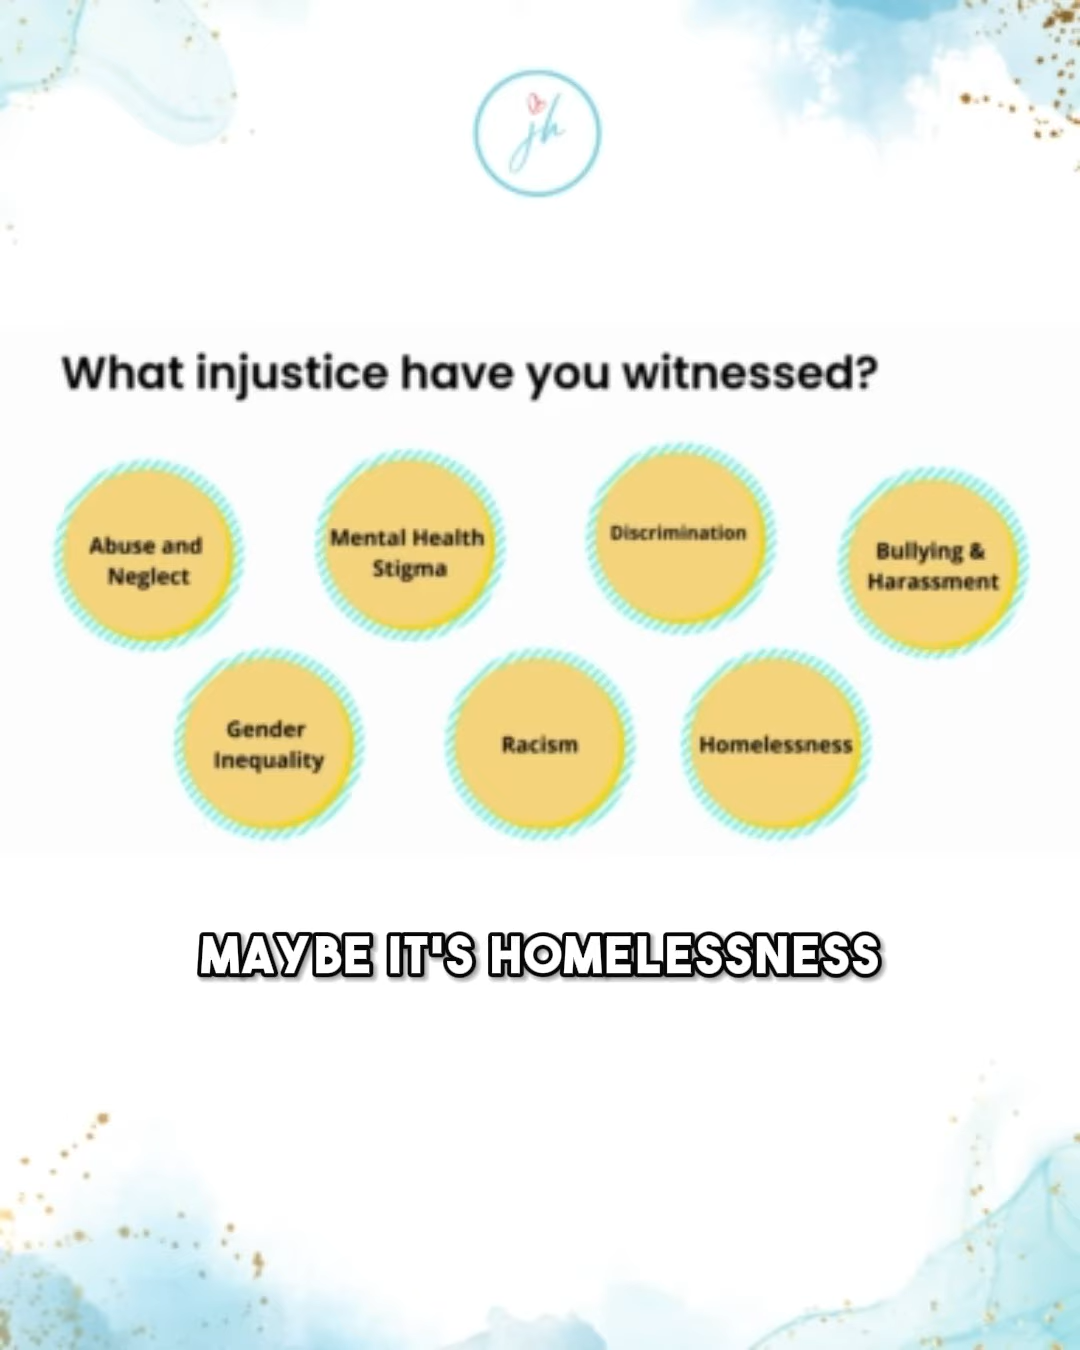 jh
What injustice have you witnessed?
Abuse and
Neglect
Mental Health
Stigma
Discrimination
Bullying &
Harassment
Gender
Inequality
Racism
Homelessness
MAYBE IT'S HOMELESSNESS